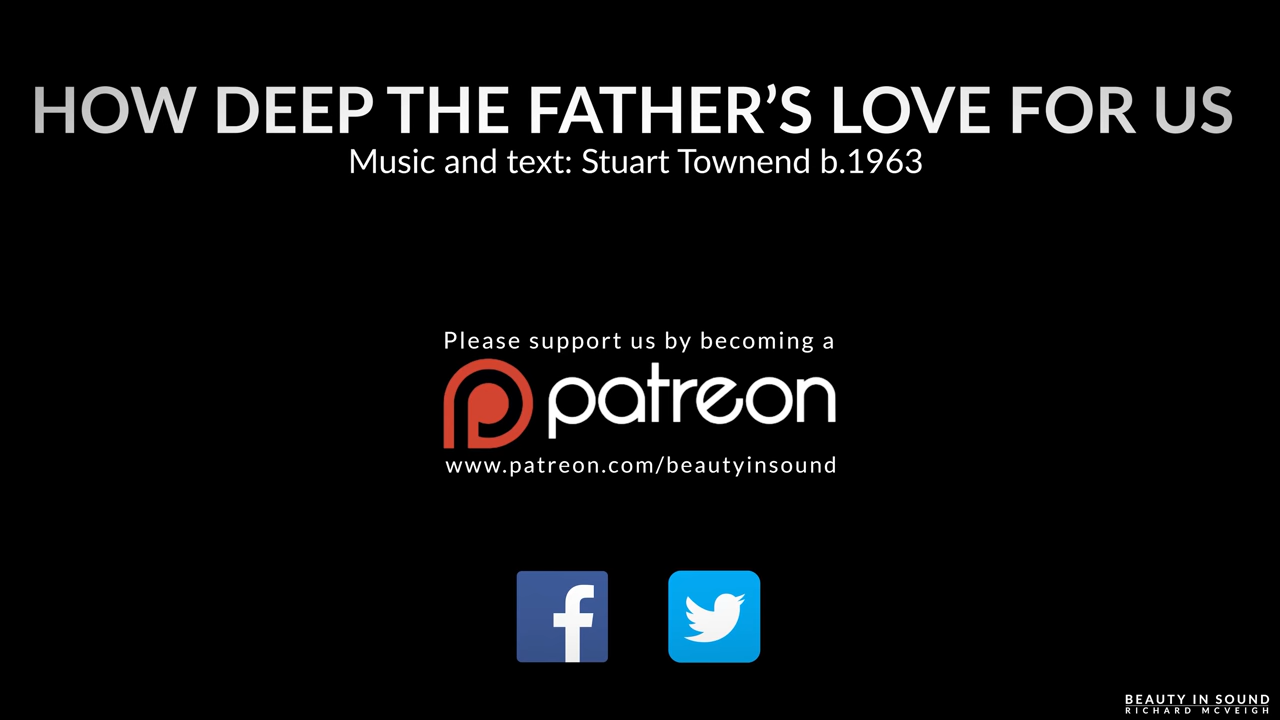 HOW DEEP THE FATHER’S LOVE FOR US
Music and text: Stuart Townend b.1963
Please support us by becoming a
patreon
www.patreon.com/beautyinsound
BEAUTY IN SOUND
RICHARD MCVEIGH